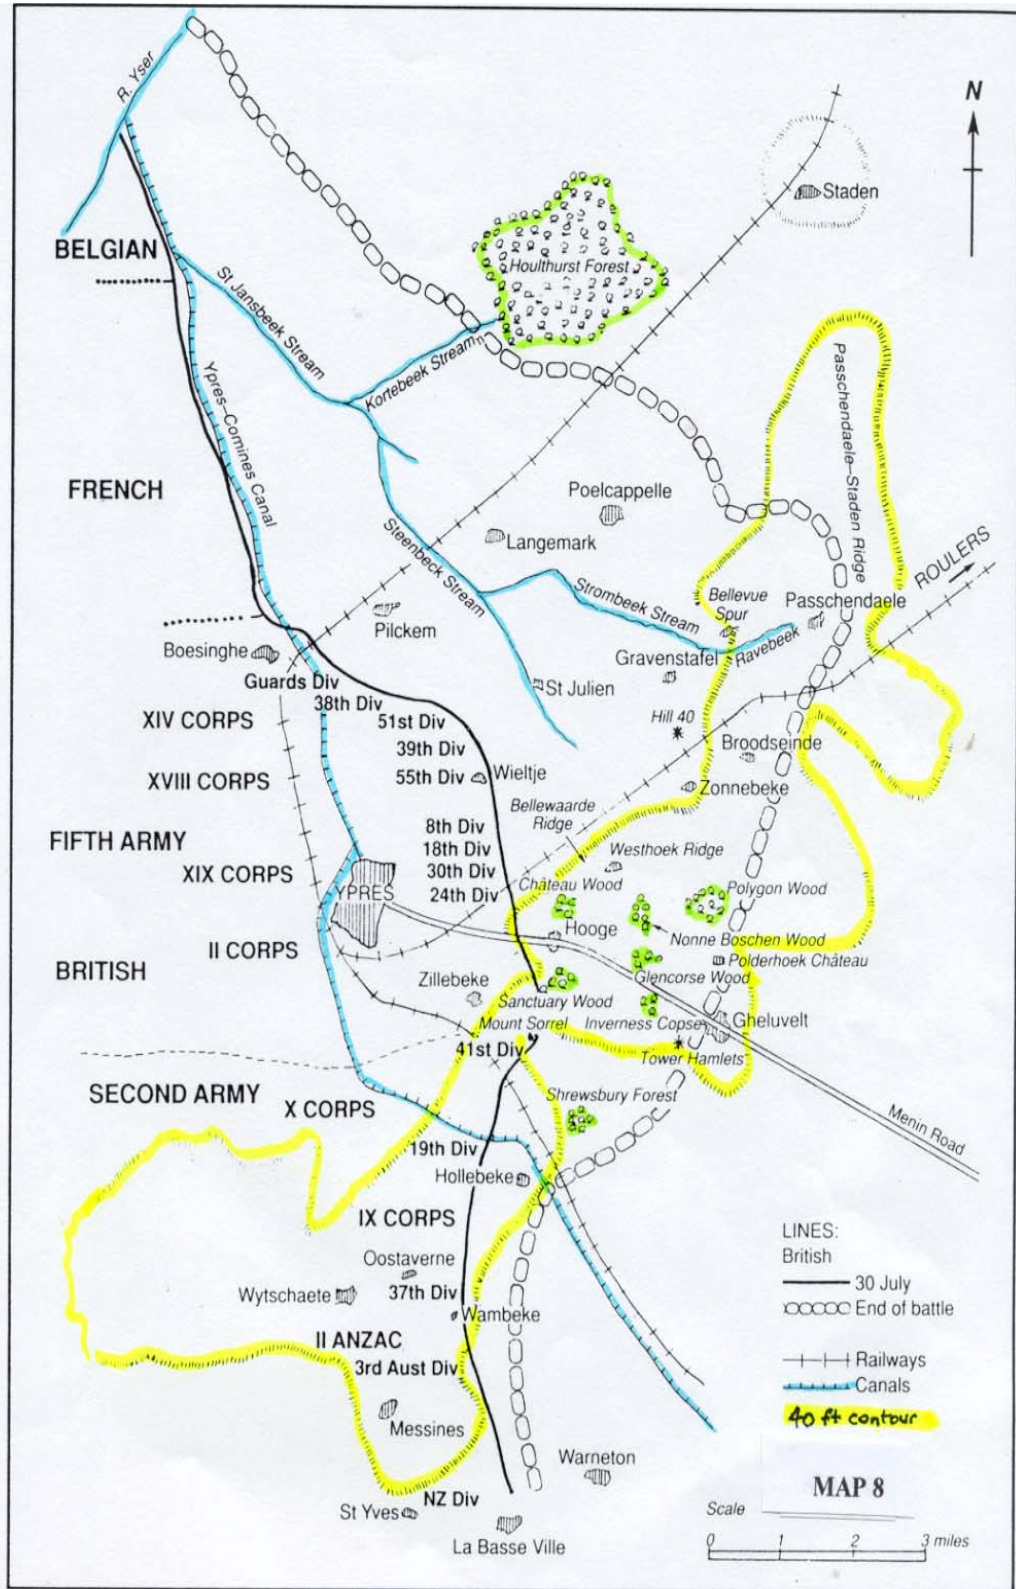 R. Yser
N
Staden
BELGIAN
Houlthurst Forest
St Jansbeek Stream
Kortebeek Stream
Ypres–Comines Canal
Passchendaele–Staden Ridge
FRENCH
Poelcappelle
Langemark
Steenbeck Stream
ROULERS
Strombeek Stream
Bellevue
Spur
Passchendaele
Pilckem
Ravebeek
Boesinghe
Gravenstafel
St Julien
Guards Div
38th Div
XIV CORPS
51st Div
Hill 40
39th Div
Broodseinde
XVIII CORPS
55th Div
Wieltje
Zonnebeke
Bellewaarde
Ridge
8th Div
FIFTH ARMY
18th Div
Westhoek Ridge
30th Div
XIX CORPS
24th Div
Château Wood
Polygon Wood
YPRES
Hooge
Nonne Boschen Wood
II CORPS
Polderhoek Château
BRITISH
Zillebeke
Glencorse Wood
Sanctuary Wood
Mount Sorrel
Inverness Copse
Gheluvelt
41st Div
Tower Hamlets
SECOND ARMY
X CORPS
Shrewsbury Forest
Menin Road
19th Div
Hollebeke
IX CORPS
LINES:
British
Oostaverne
30 July
37th Div
Wytschaete
End of battle
Wambeke
II ANZAC
3rd Aust Div
Railways
Canals
40 ft contour
Messines
Warneton
MAP 8
NZ Div
St Yves
La Basse Ville
Scale
0 1 2 3 miles